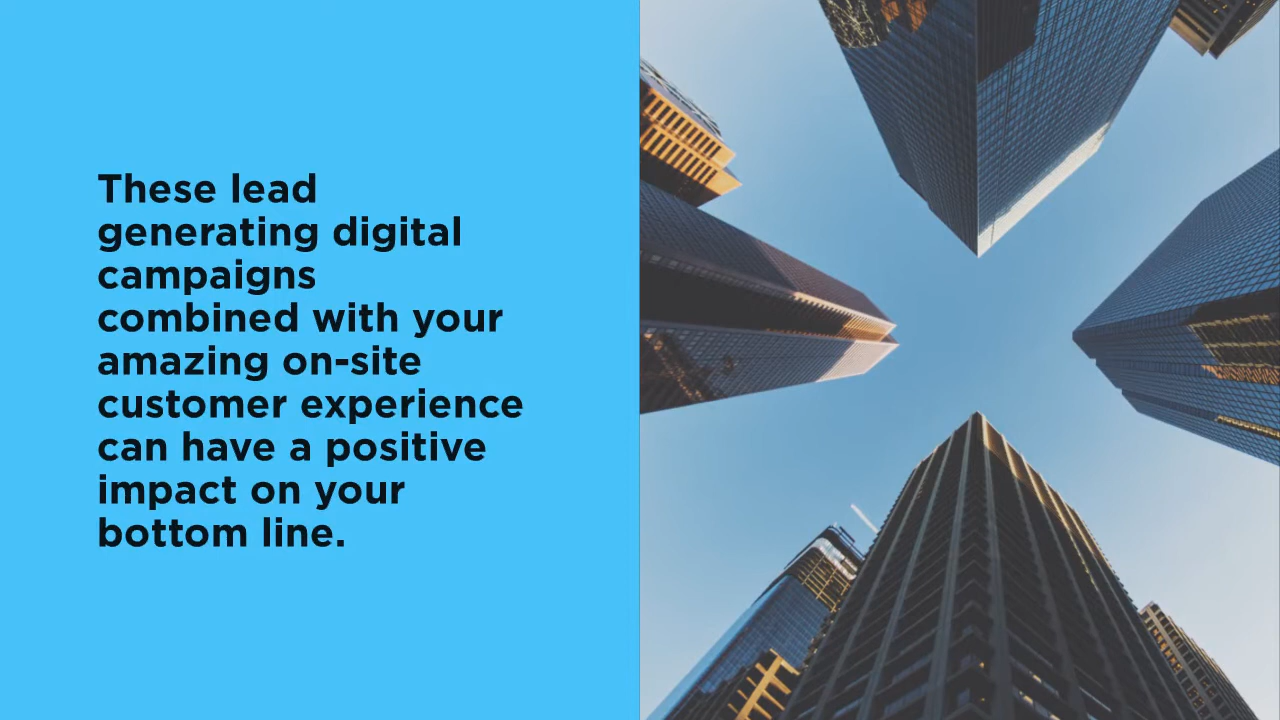 These lead
generating digital
campaigns
combined with your
amazing on-site
customer experience
can have a positive
impact on your
bottom line.